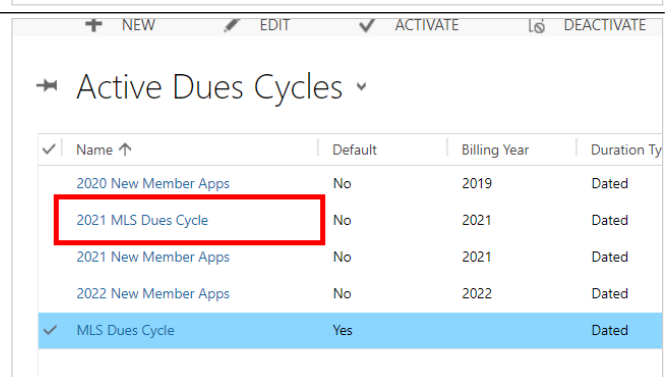 NEW EDIT ACTIVATE DEACTIVATE
Active Dues Cycles
Name Default Billing Year Duration Ty
2020 New Member Apps No 2019 Dated
2021 MLS Dues Cycle No 2021 Dated
2021 New Member Apps No 2021 Dated
2022 New Member Apps No 2022 Dated
MLS Dues Cycle Yes Dated